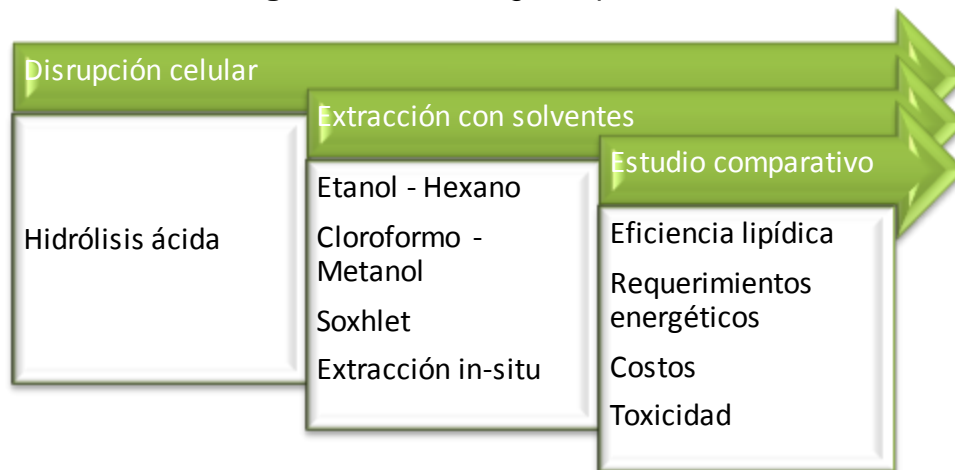 Disrupción celular
Hidrólisis ácida
Extracción con solventes
Etanol - Hexano
Cloroformo -
Metanol
Soxhlet
Extracción in-situ
Estudio comparativo
Eficiencia lipídica
Requerimientos
energéticos
Costos
Toxicidad